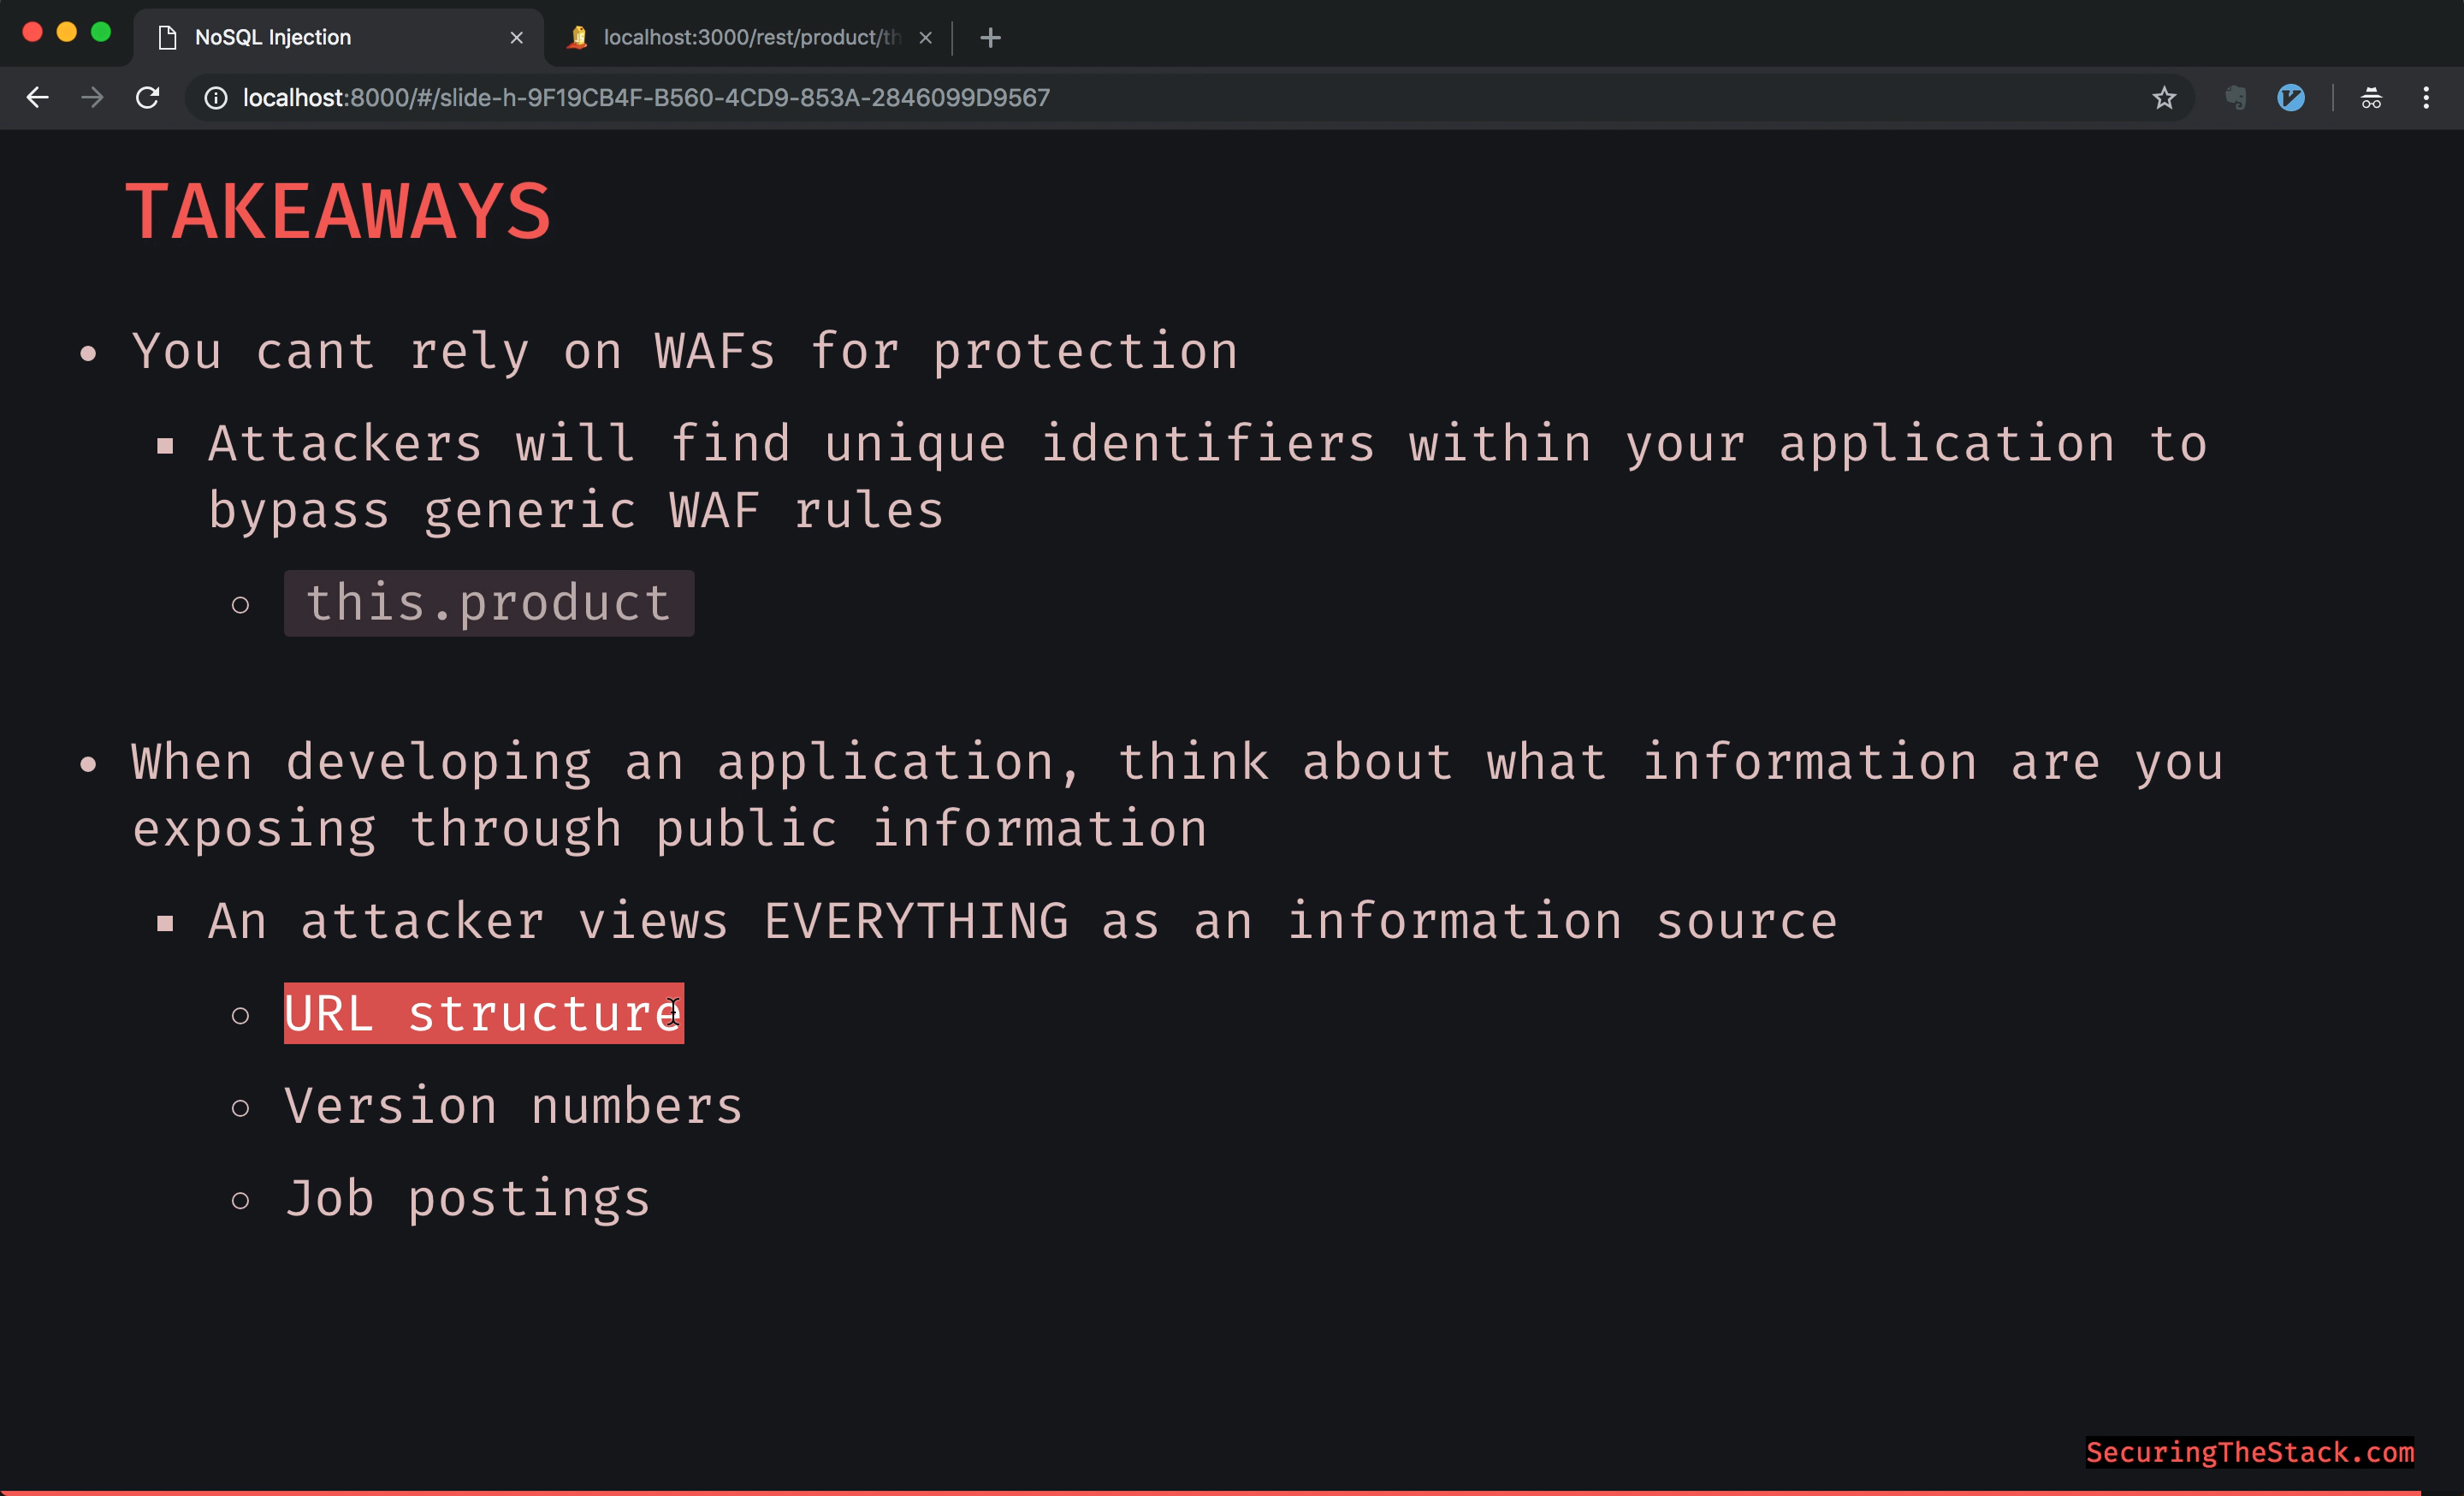 NoSQL Injection
localhost:3000/rest/product/th
localhost:8000/#/slide-h-9F19CB4F-B560-4CD9-853A-2846099D9567
TAKEAWAYS
You cant rely on WAFs for protection
Attackers will find unique identifiers within your application to
bypass generic WAF rules
this.product
When developing an application, think about what information are you
exposing through public information
An attacker views EVERYTHING as an information source
URL structure
Version numbers
Job postings
SecuringTheStack.com